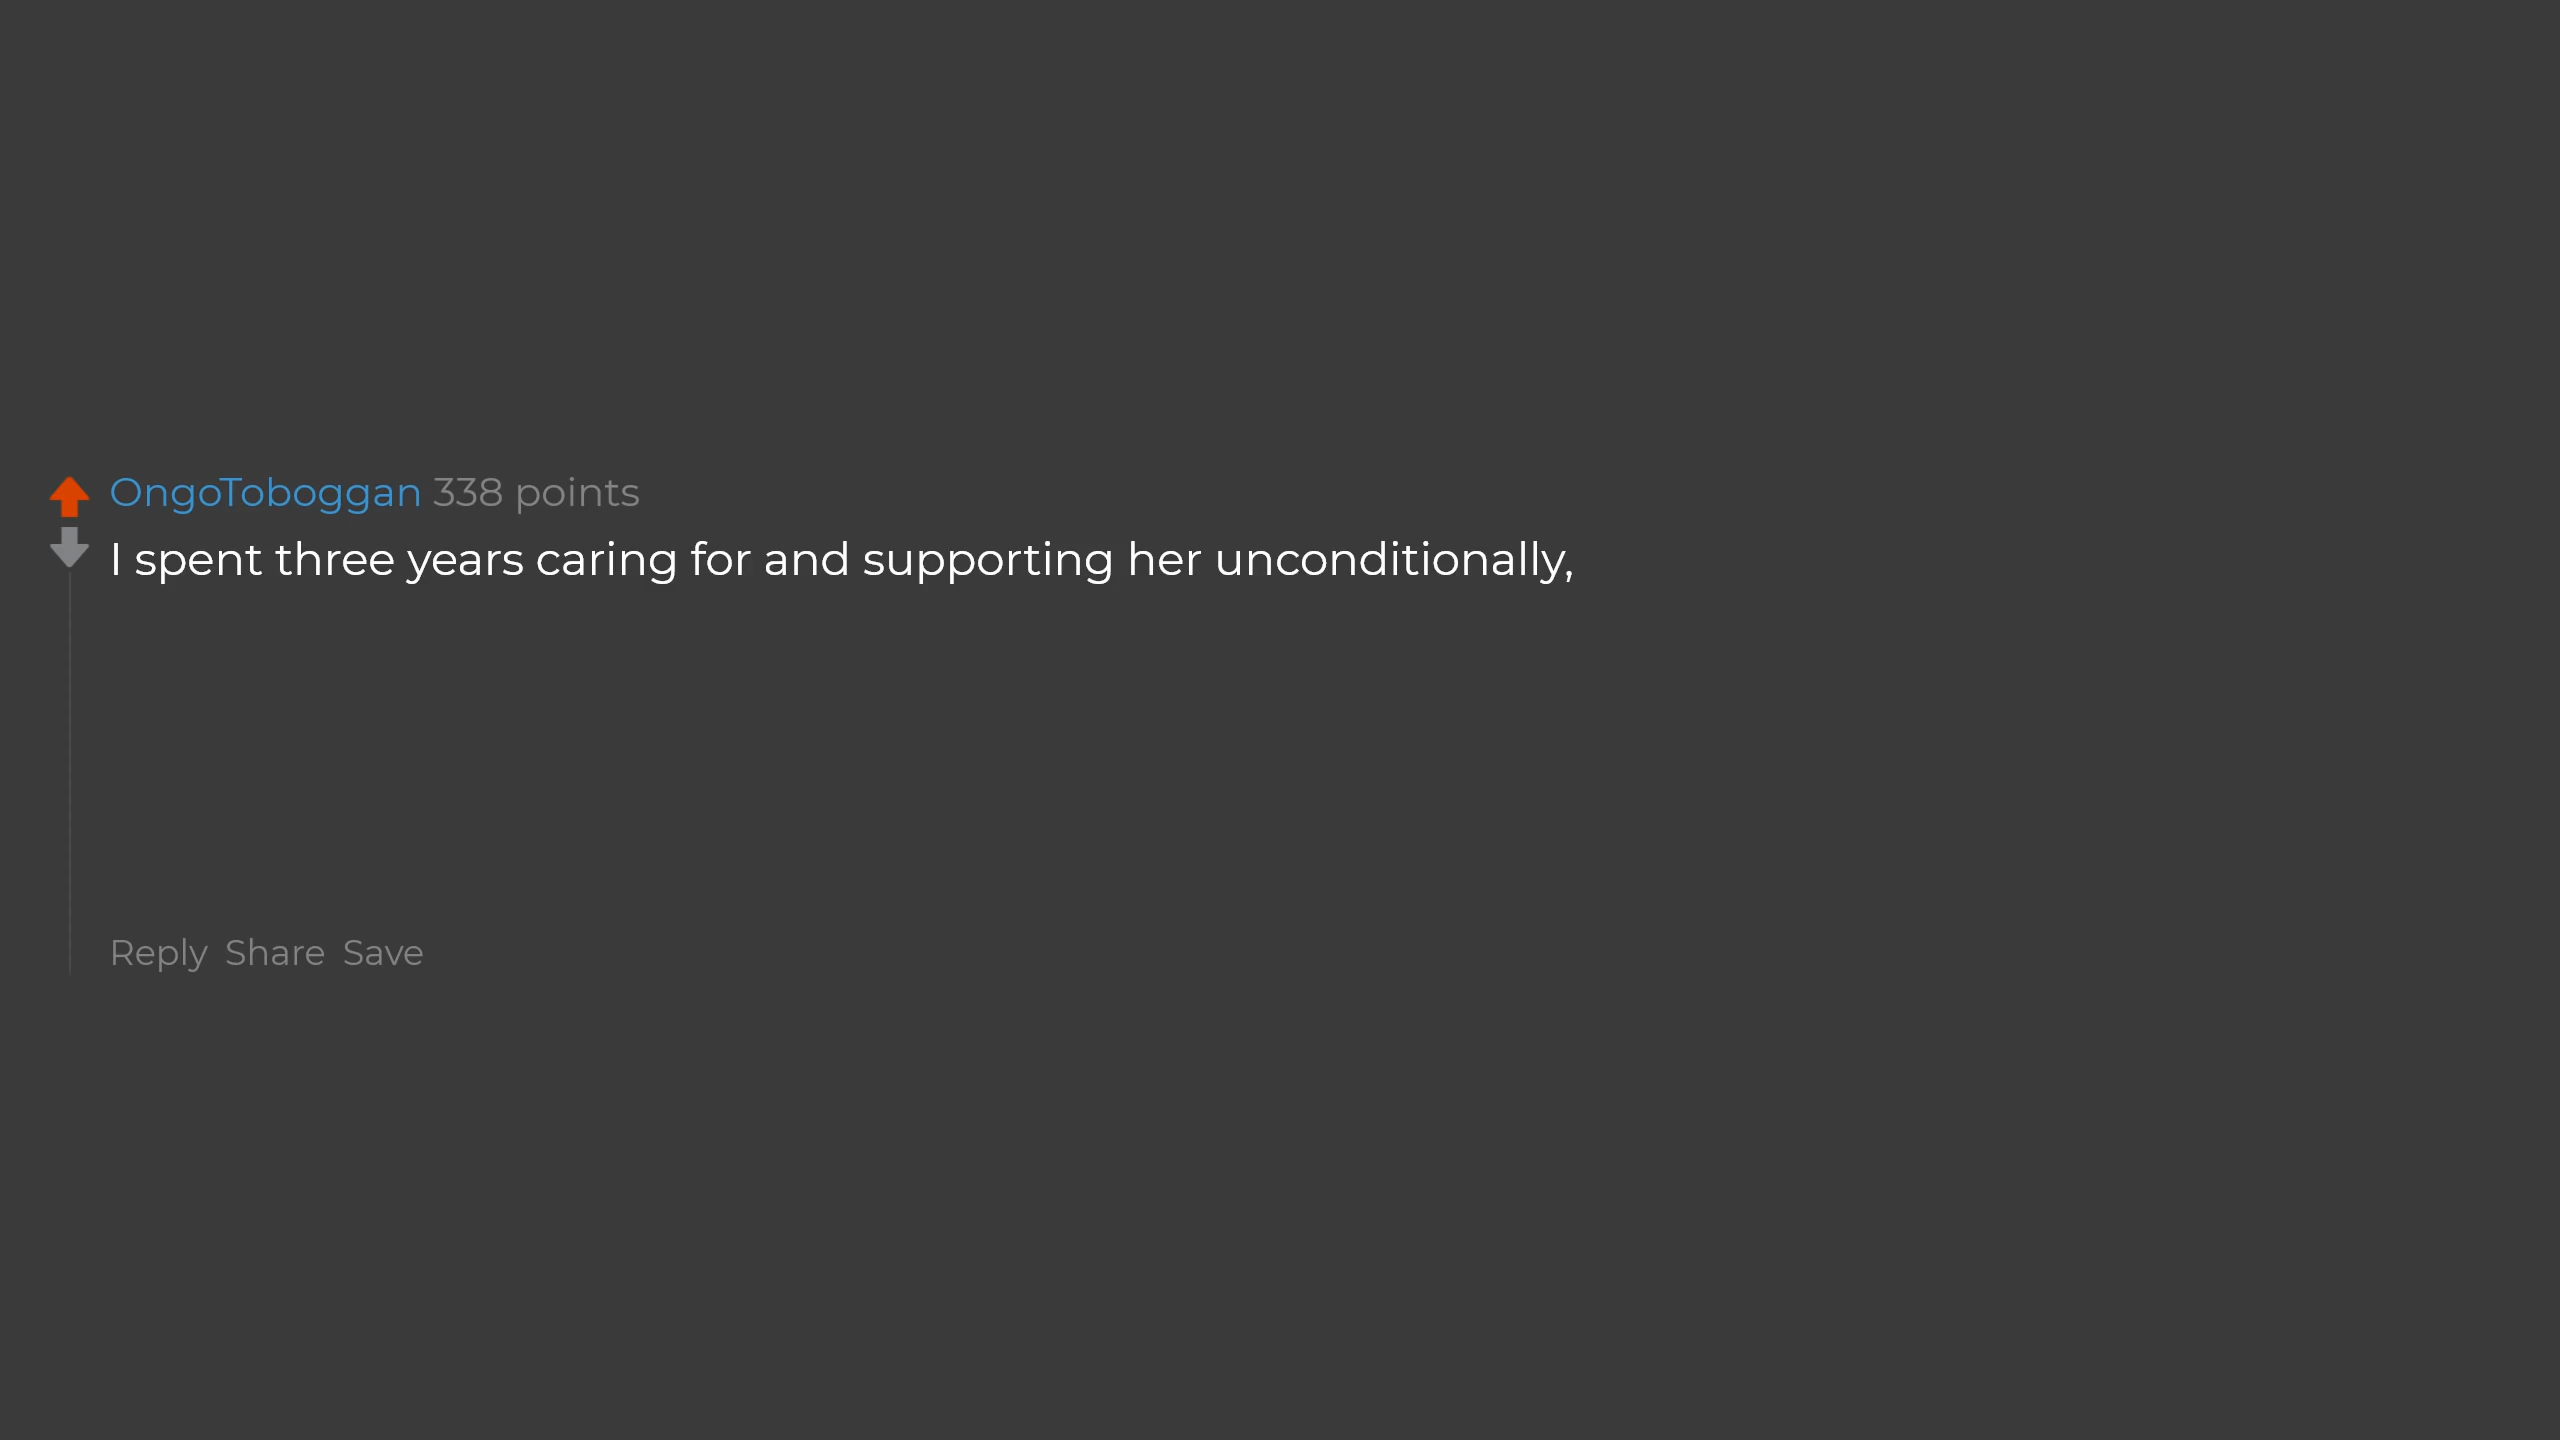 OngoToboggan 338 points
I spent three years caring for and supporting her unconditionally,
Reply Share Save